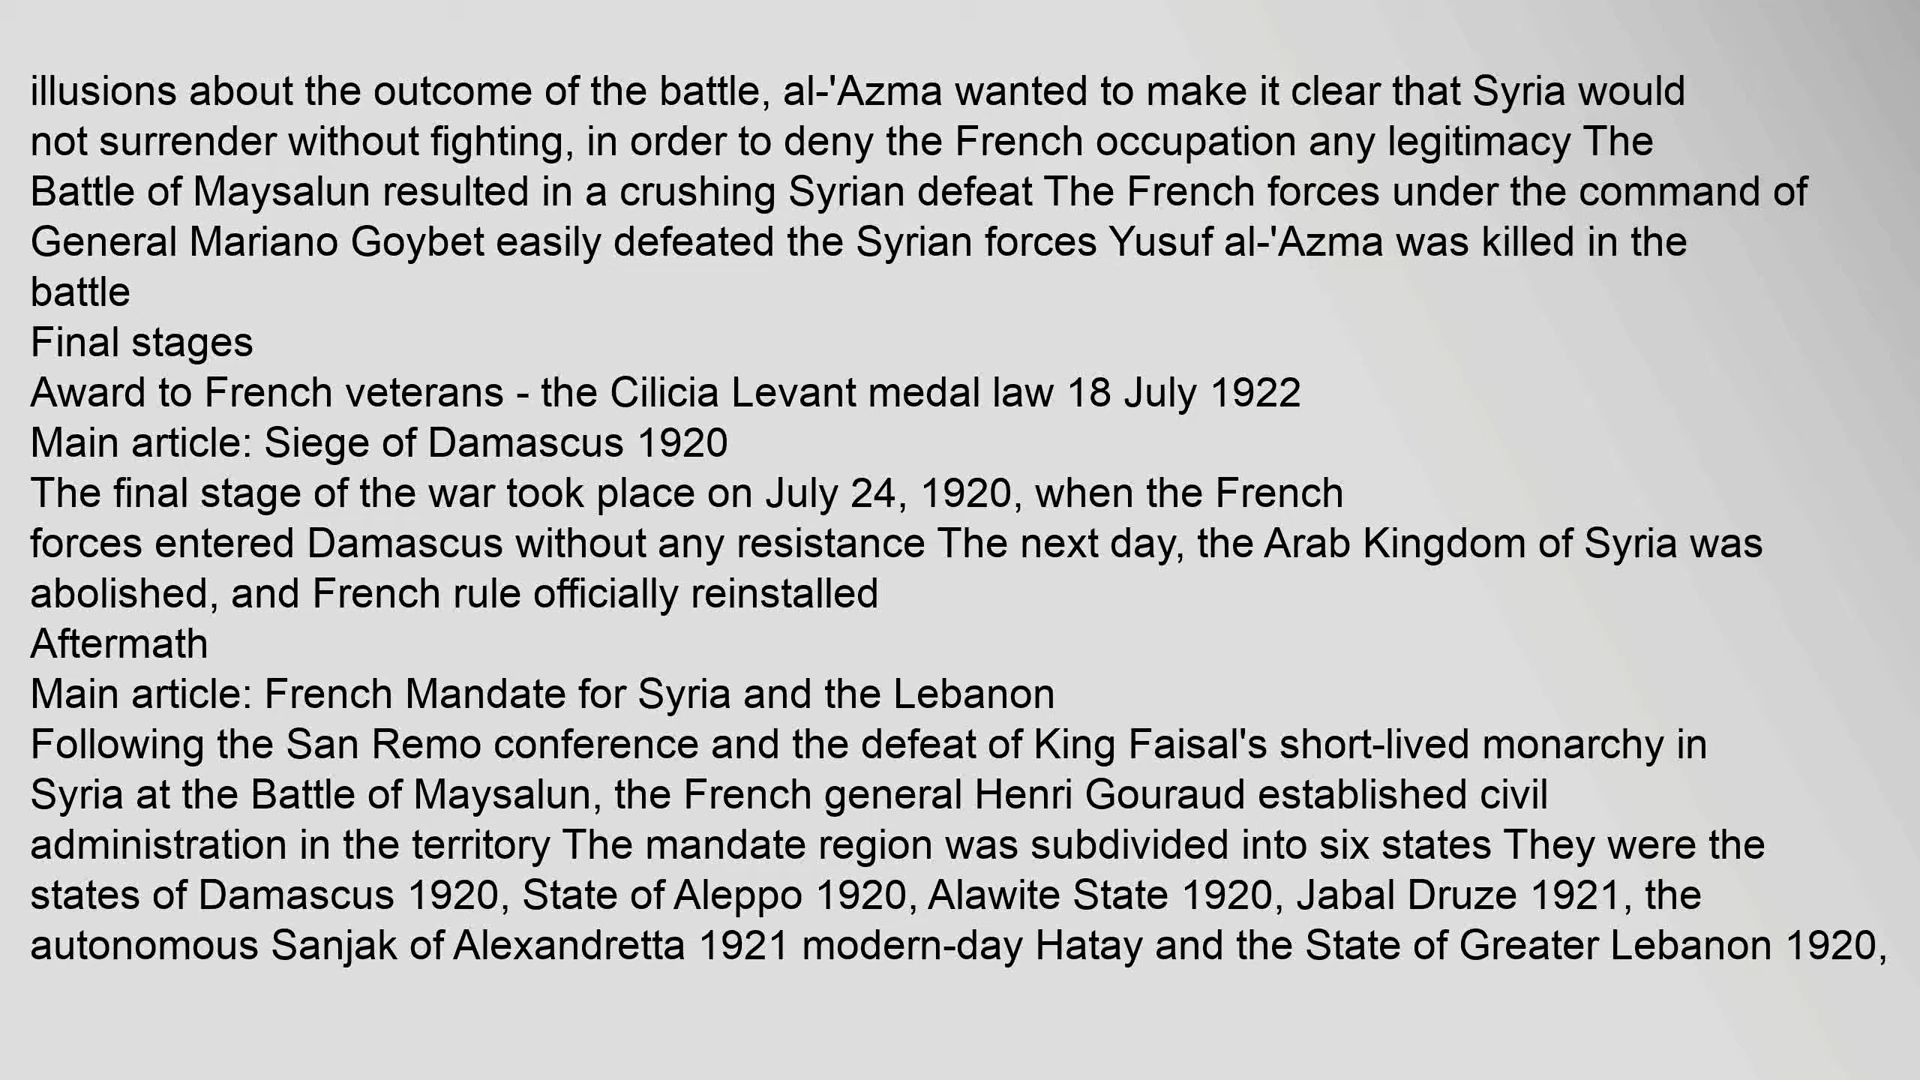 illusions about the outcome of the battle, al-'Azma wanted to make it clear that Syria would
not surrender without fighting, in order to deny the French occupation any legitimacy The
Battle of Maysalun resulted in a crushing Syrian defeat The French forces under the command of
General Mariano Goybet easily defeated the Syrian forces Yusuf al-'Azma was killed in the
battle
Final stages
Award to French veterans - the Cilicia Levant medal law 18 July 1922
Main article: Siege of Damascus 1920
The final stage of the war took place on July 24, 1920, when the French
forces entered Damascus without any resistance The next day, the Arab Kingdom of Syria was
abolished, and French rule officially reinstalled
Aftermath
Main article: French Mandate for Syria and the Lebanon
Following the San Remo conference and the defeat of King Faisal's short-lived monarchy in
Syria at the Battle of Maysalun, the French general Henri Gouraud established civil
administration in the territory The mandate region was subdivided into six states They were the
states of Damascus 1920, State of Aleppo 1920, Alawite State 1920, Jabal Druze 1921, the
autonomous Sanjak of Alexandretta 1921 modern-day Hatay and the State of Greater Lebanon 1920,